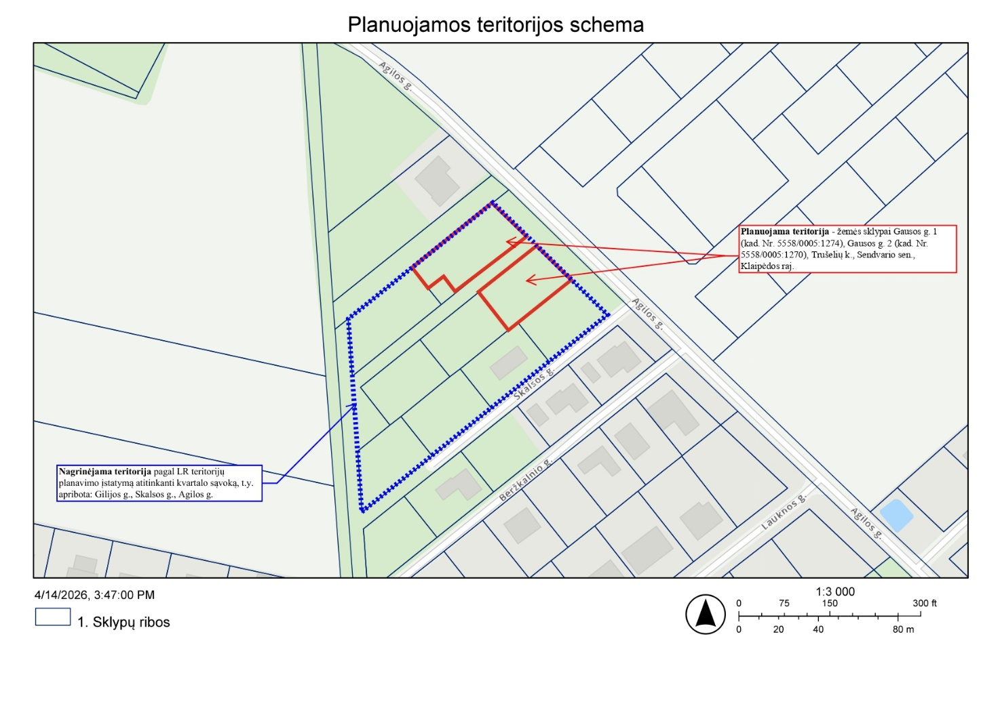 Planuojamos teritorijos schema
Agilos g.
Planuojama teritorija - žemės sklypai Gausos g. 1
(kad. Nr. 5558/0005:1274), Gausos g. 2 (kad. Nr.
5558/0005:1270), Trušelių k., Sendvario sen.,
Klaipėdos raj.
Agilos g.
Skalsos g.
Nagrinėjama teritorija pagal LR teritorijų
planavimo įstatymą atitinkanti kvartalo sąvoką, t.y.
apribota: Gilijos g., Skalsos g., Agilos g.
Beržkalnio g.
Lauknos g.
Agilos g.
4/14/2026, 3:47:00 PM
1. Sklypų ribos
1:3 000
0 75 150 300 ft
0 20 40 80 m